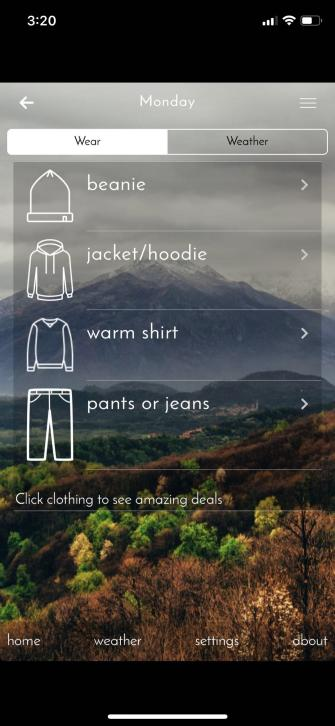 3:20
Monday
Wear
Weather
beanie
jacket/hoodie
warm shirt
pants or jeans
Click clothing to see amazing deals
home weather settings about